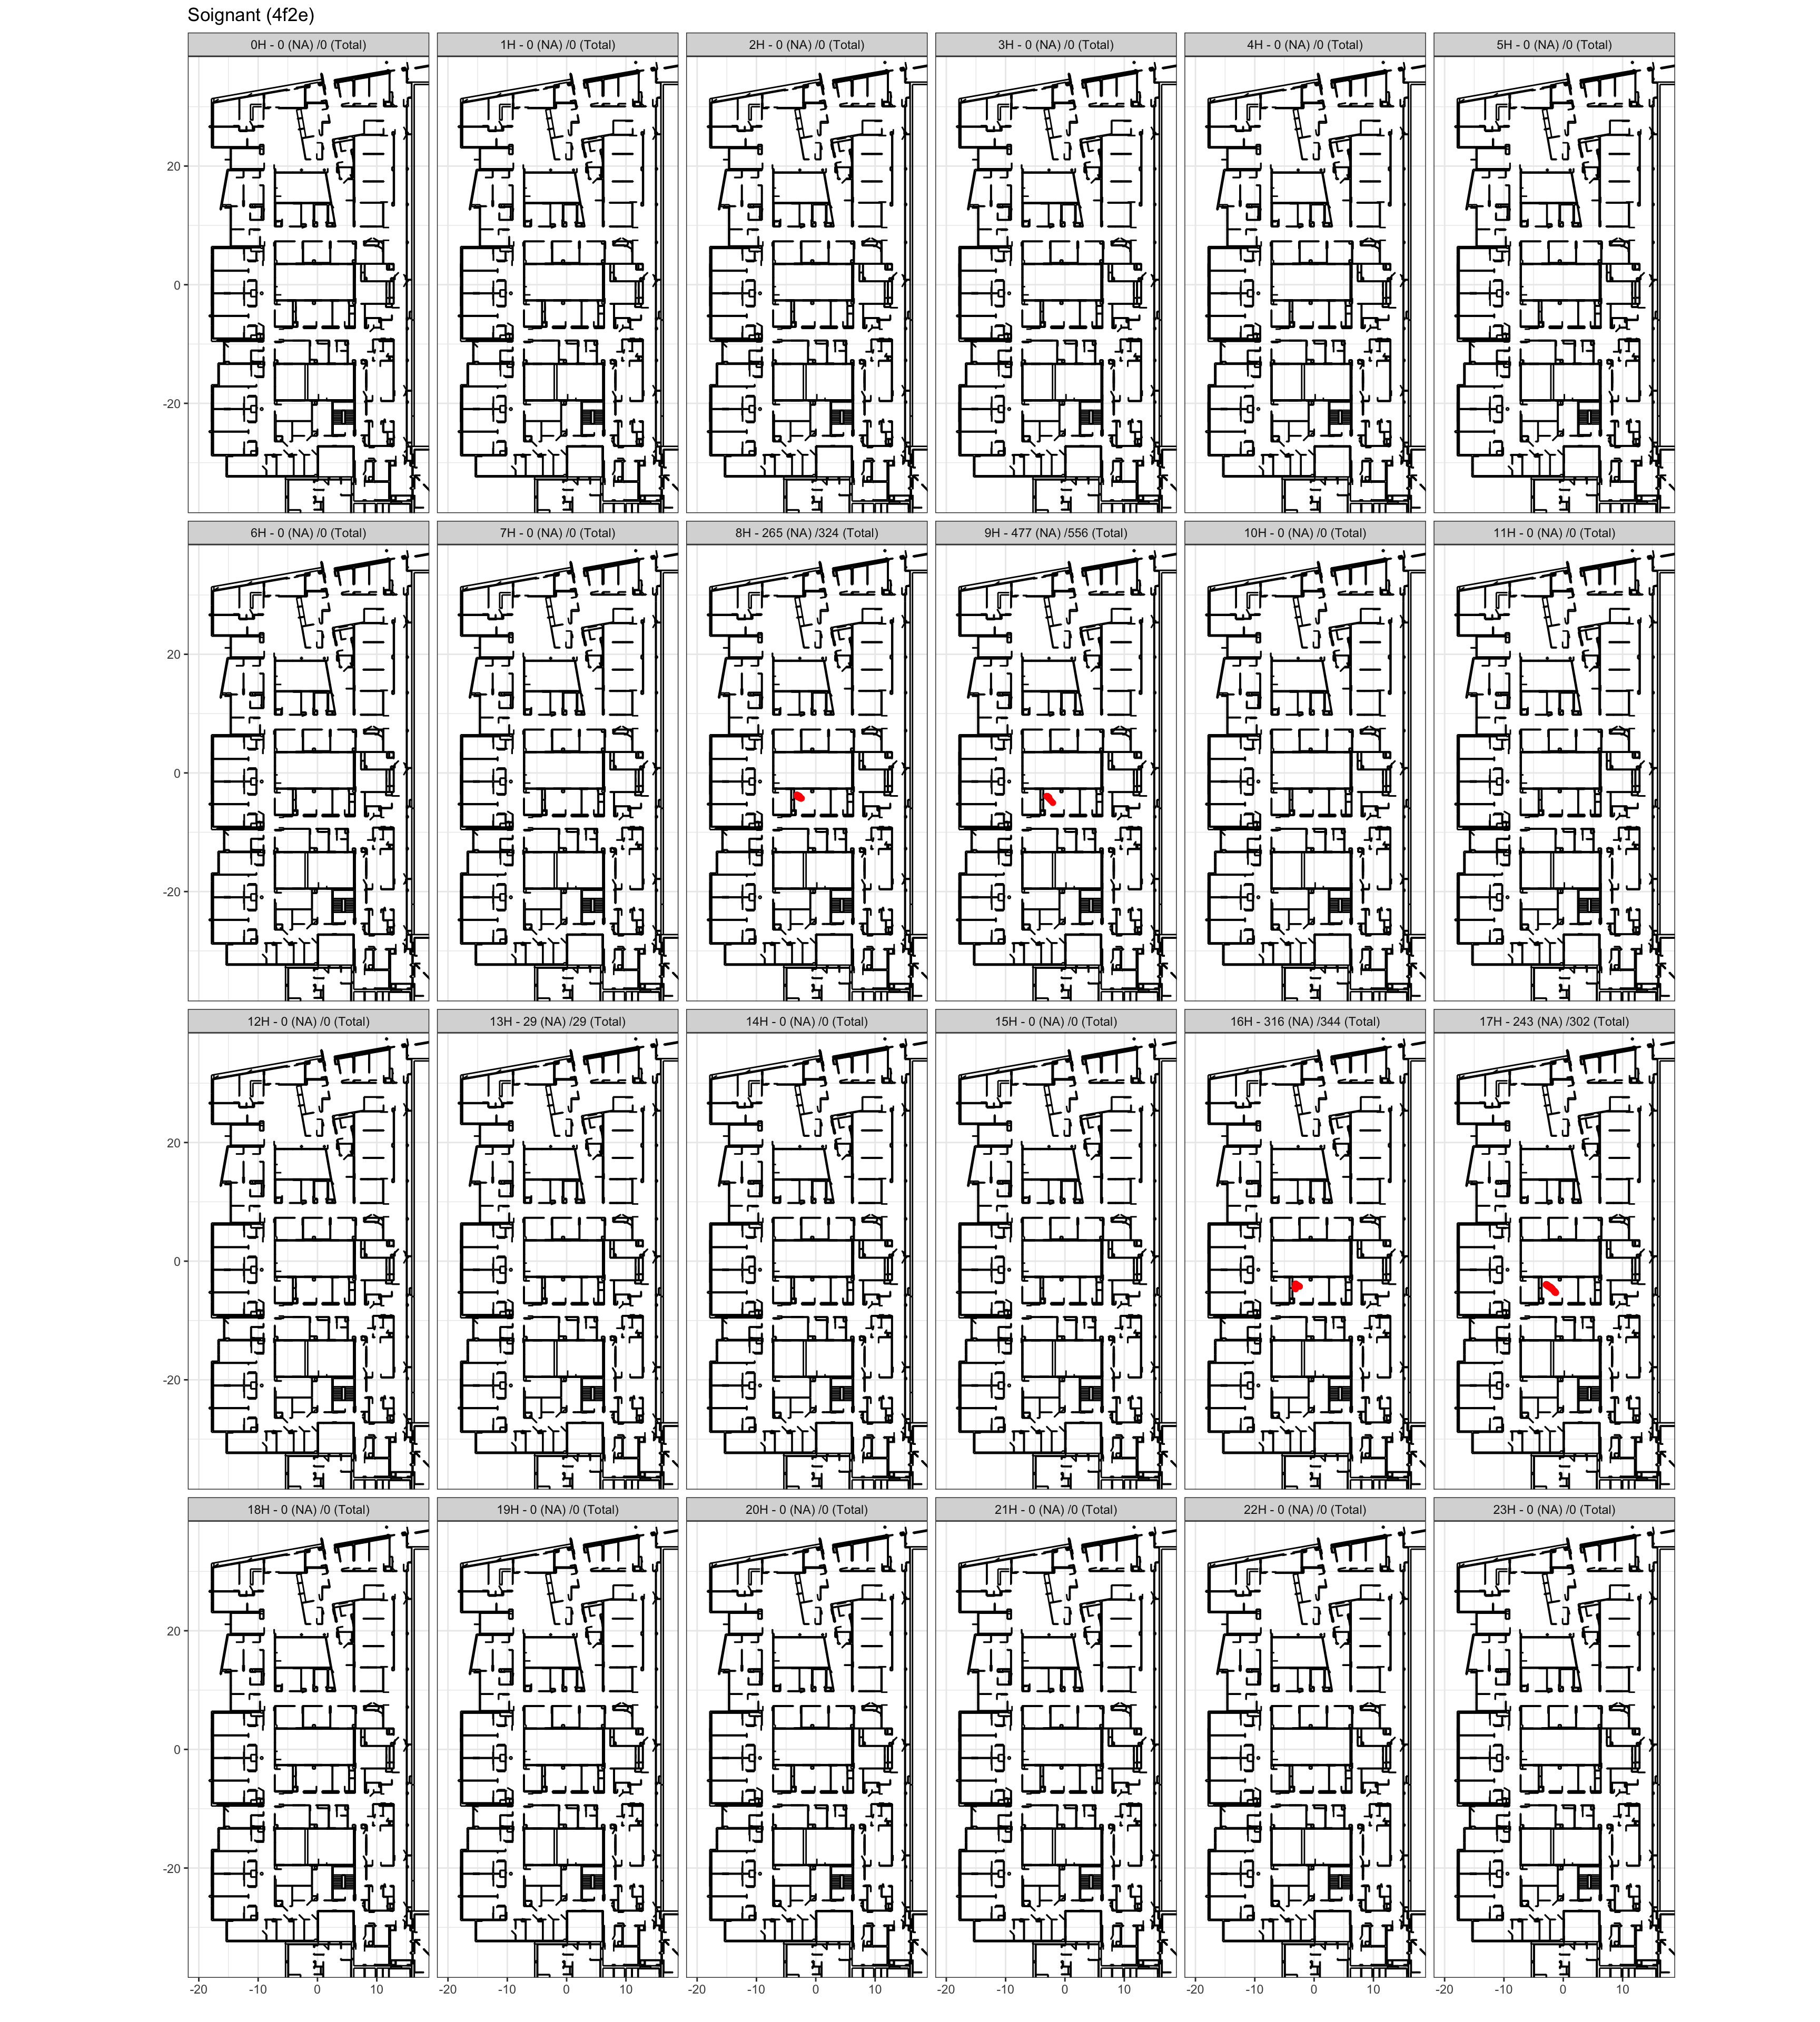 Soignant (4f2e)
0H - 0 (NA) /0 (Total) 1H - 0 (NA) /0 (Total) 2H - 0 (NA) /0 (Total) 3H - 0 (NA) /0 (Total) 4H - 0 (NA) /0 (Total) 5H - 0 (NA) /0 (Total)
20
0
-20
6H - 0 (NA) /0 (Total) 7H - 0 (NA) /0 (Total) 8H - 265 (NA) /324 (Total) 9H - 477 (NA) /556 (Total) 10H - 0 (NA) /0 (Total) 11H - 0 (NA) /0 (Total)
20
0
-20
12H - 0 (NA) /0 (Total) 13H - 29 (NA) /29 (Total) 14H - 0 (NA) /0 (Total) 15H - 0 (NA) /0 (Total) 16H - 316 (NA) /344 (Total) 17H - 243 (NA) /302 (Total)
20
0
-20
18H - 0 (NA) /0 (Total) 19H - 0 (NA) /0 (Total) 20H - 0 (NA) /0 (Total) 21H - 0 (NA) /0 (Total) 22H - 0 (NA) /0 (Total) 23H - 0 (NA) /0 (Total)
20
0
-20
-20 -10 0 10 -20 -10 0 10 -20 -10 0 10 -20 -10 0 10 -20 -10 0 10 -20 -10 0 10